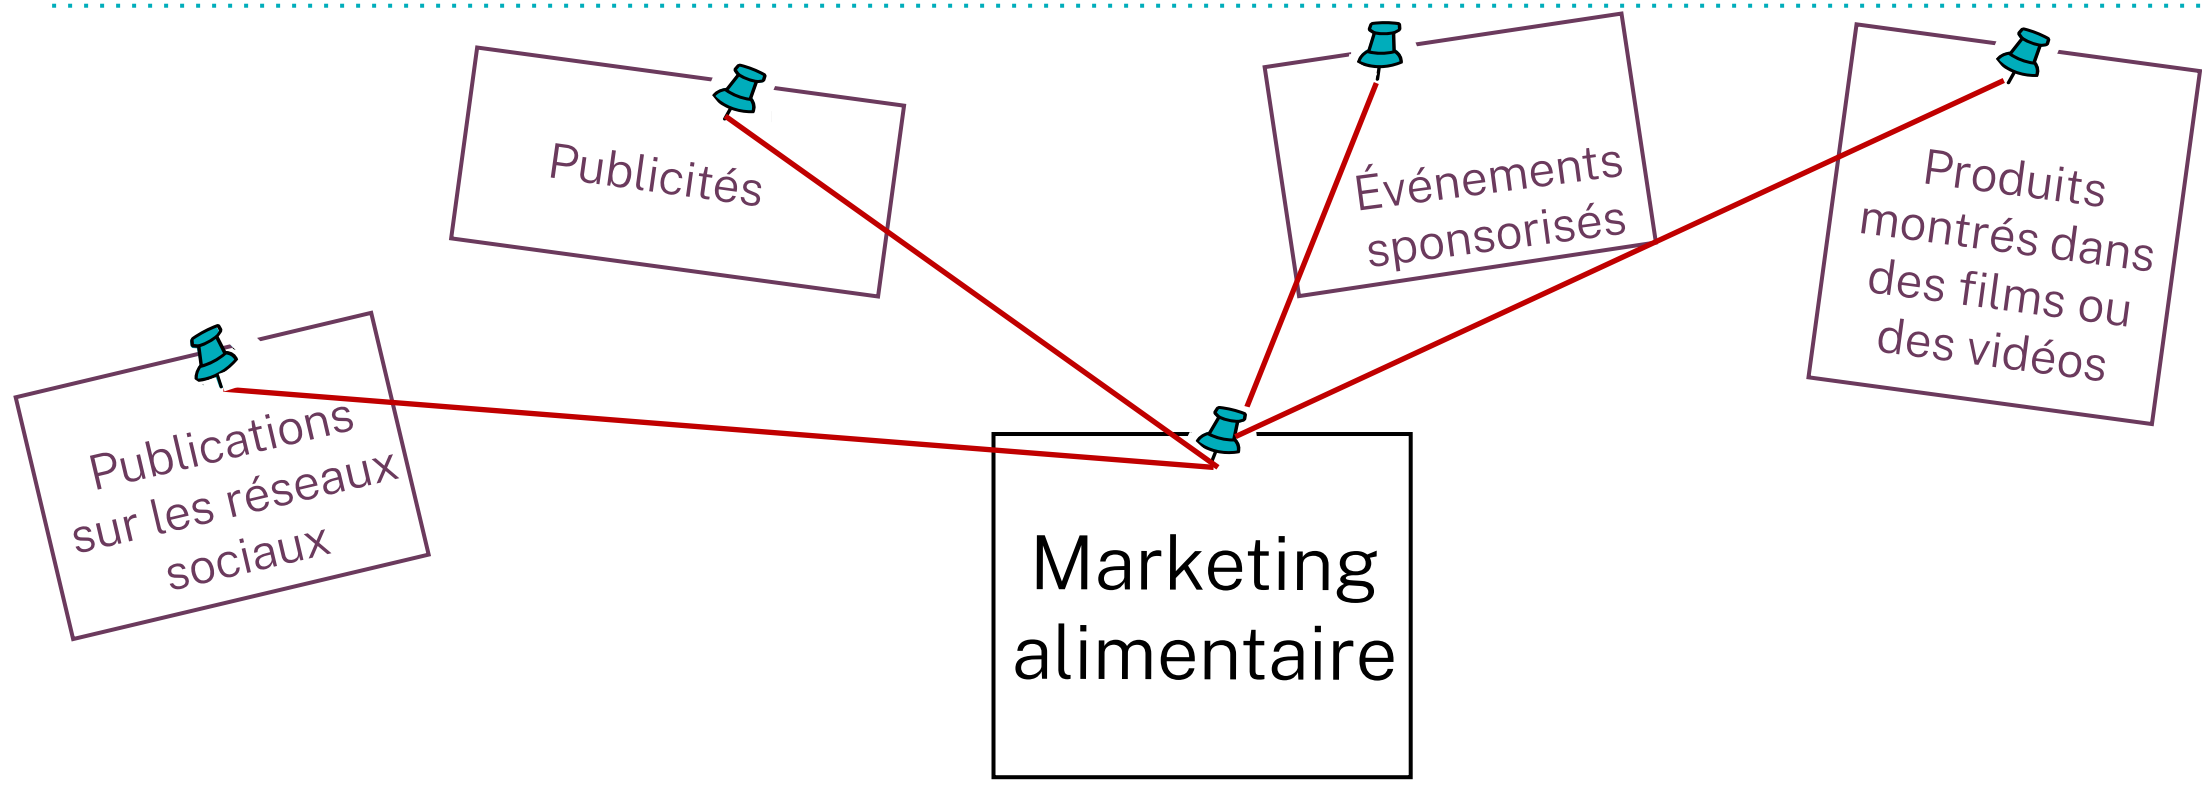 Publicités
Événements
sponsorisés
Produits
montrés dans
des films ou
des vidéos
Publications
sur les réseaux
sociaux
Marketing
alimentaire